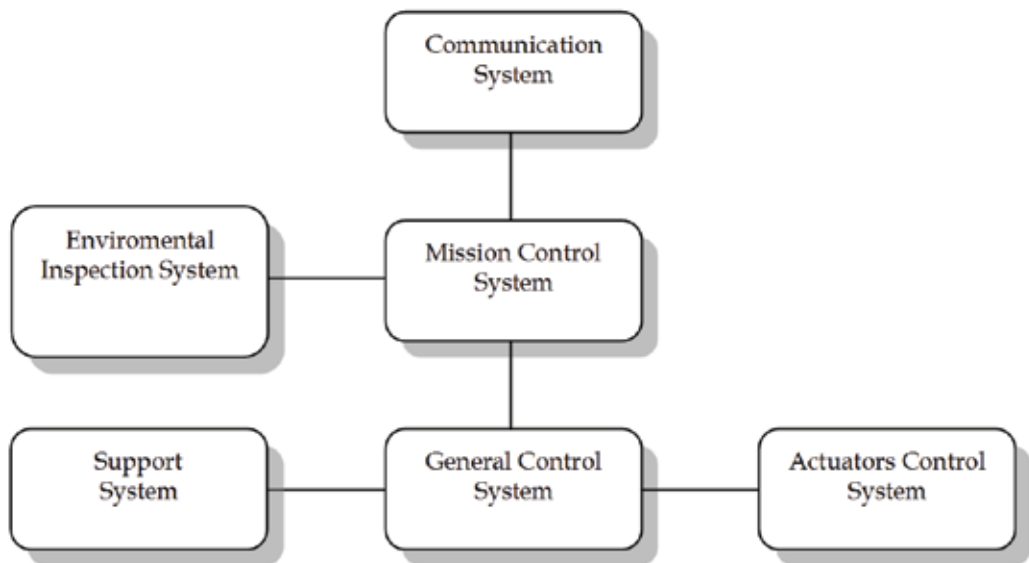 Communication
System
Enviromental
Inspection System
Mission Control
System
Support
System
General Control
System
Actuators Control
System